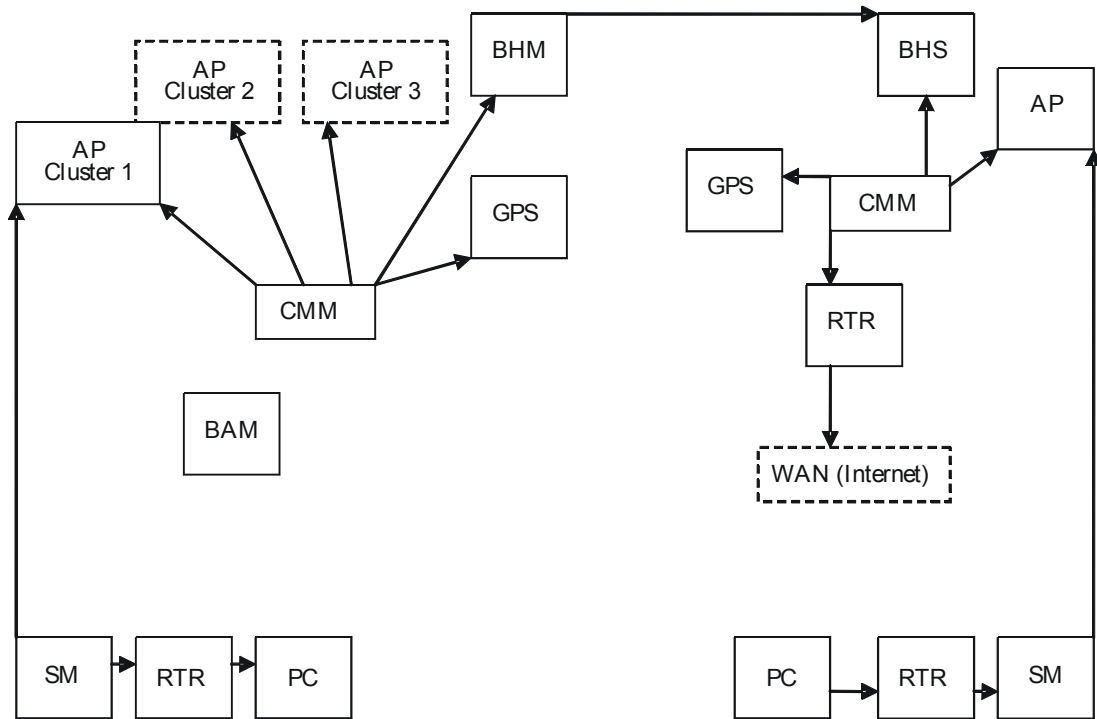 BHM
BHS
AP
Cluster 2
AP
Cluster 3
AP
AP
Cluster 1
GPS
GPS
CMM
CMM
RTR
BAM
WAN (Internet)
SM
RTR
PC
PC
RTR
SM